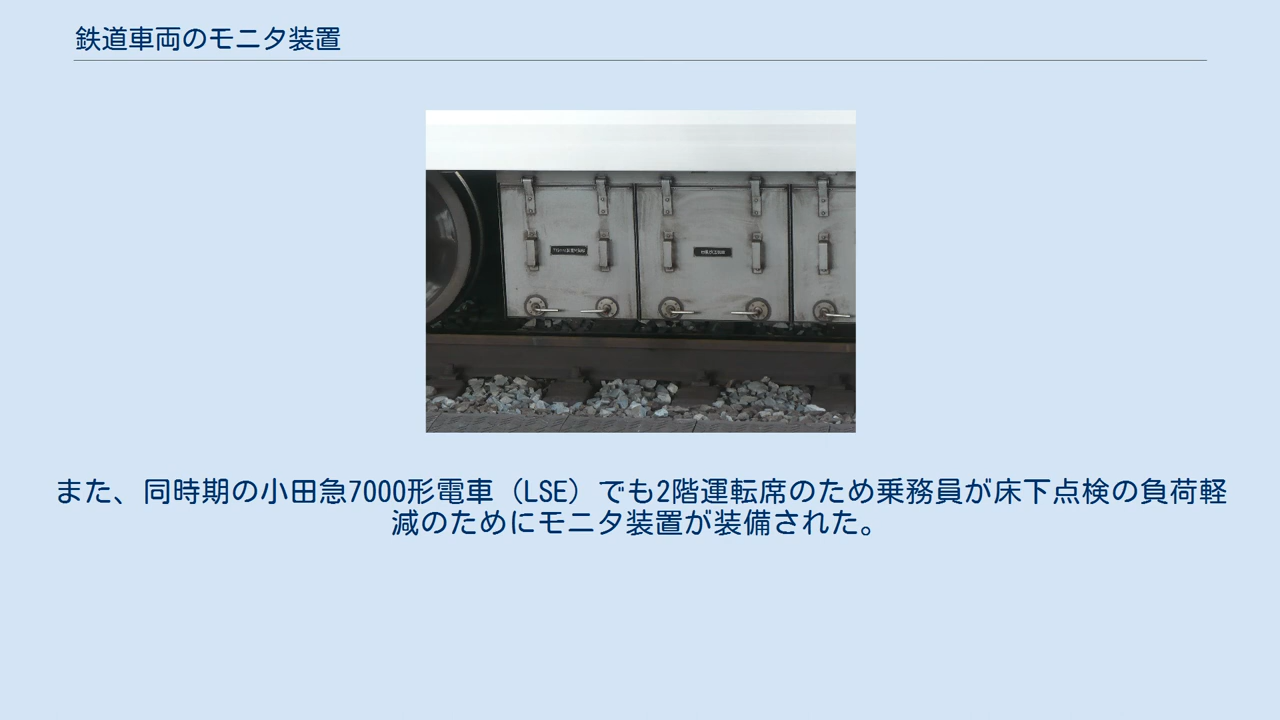 鉄道車両のモニタ装置
また、同時期の小田急7000形電車（LSE）でも2階運転席のため乗務員が床下点検の負荷軽
減のためにモニタ装置が装備された。